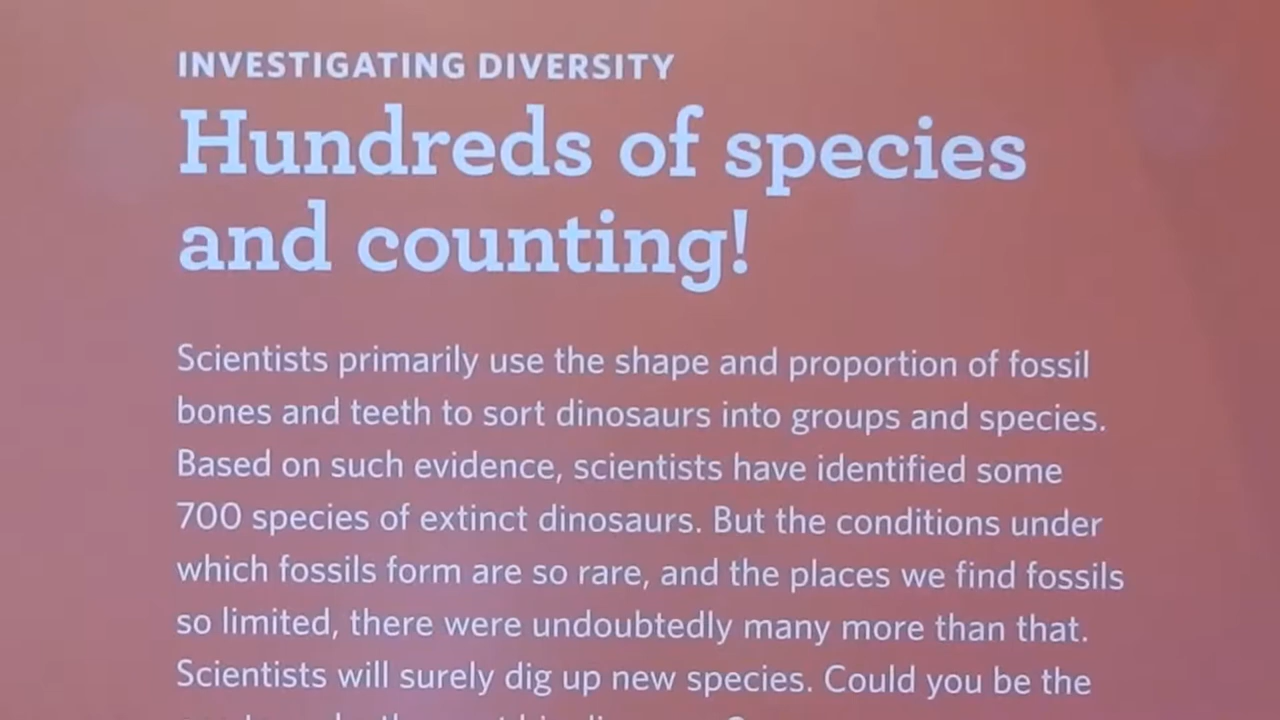 INVESTIGATING DIVERSITY
Hundreds of species
and counting!
Scientists primarily use the shape and proportion of fossil
bones and teeth to sort dinosaurs into groups and species.
Based on such evidence, scientists have identified some
700 species of extinct dinosaurs. But the conditions under
which fossils form are so rare, and the places we find fossils
so limited, there were undoubtedly many more than that.
Scientists will surely dig up new species. Could you be the